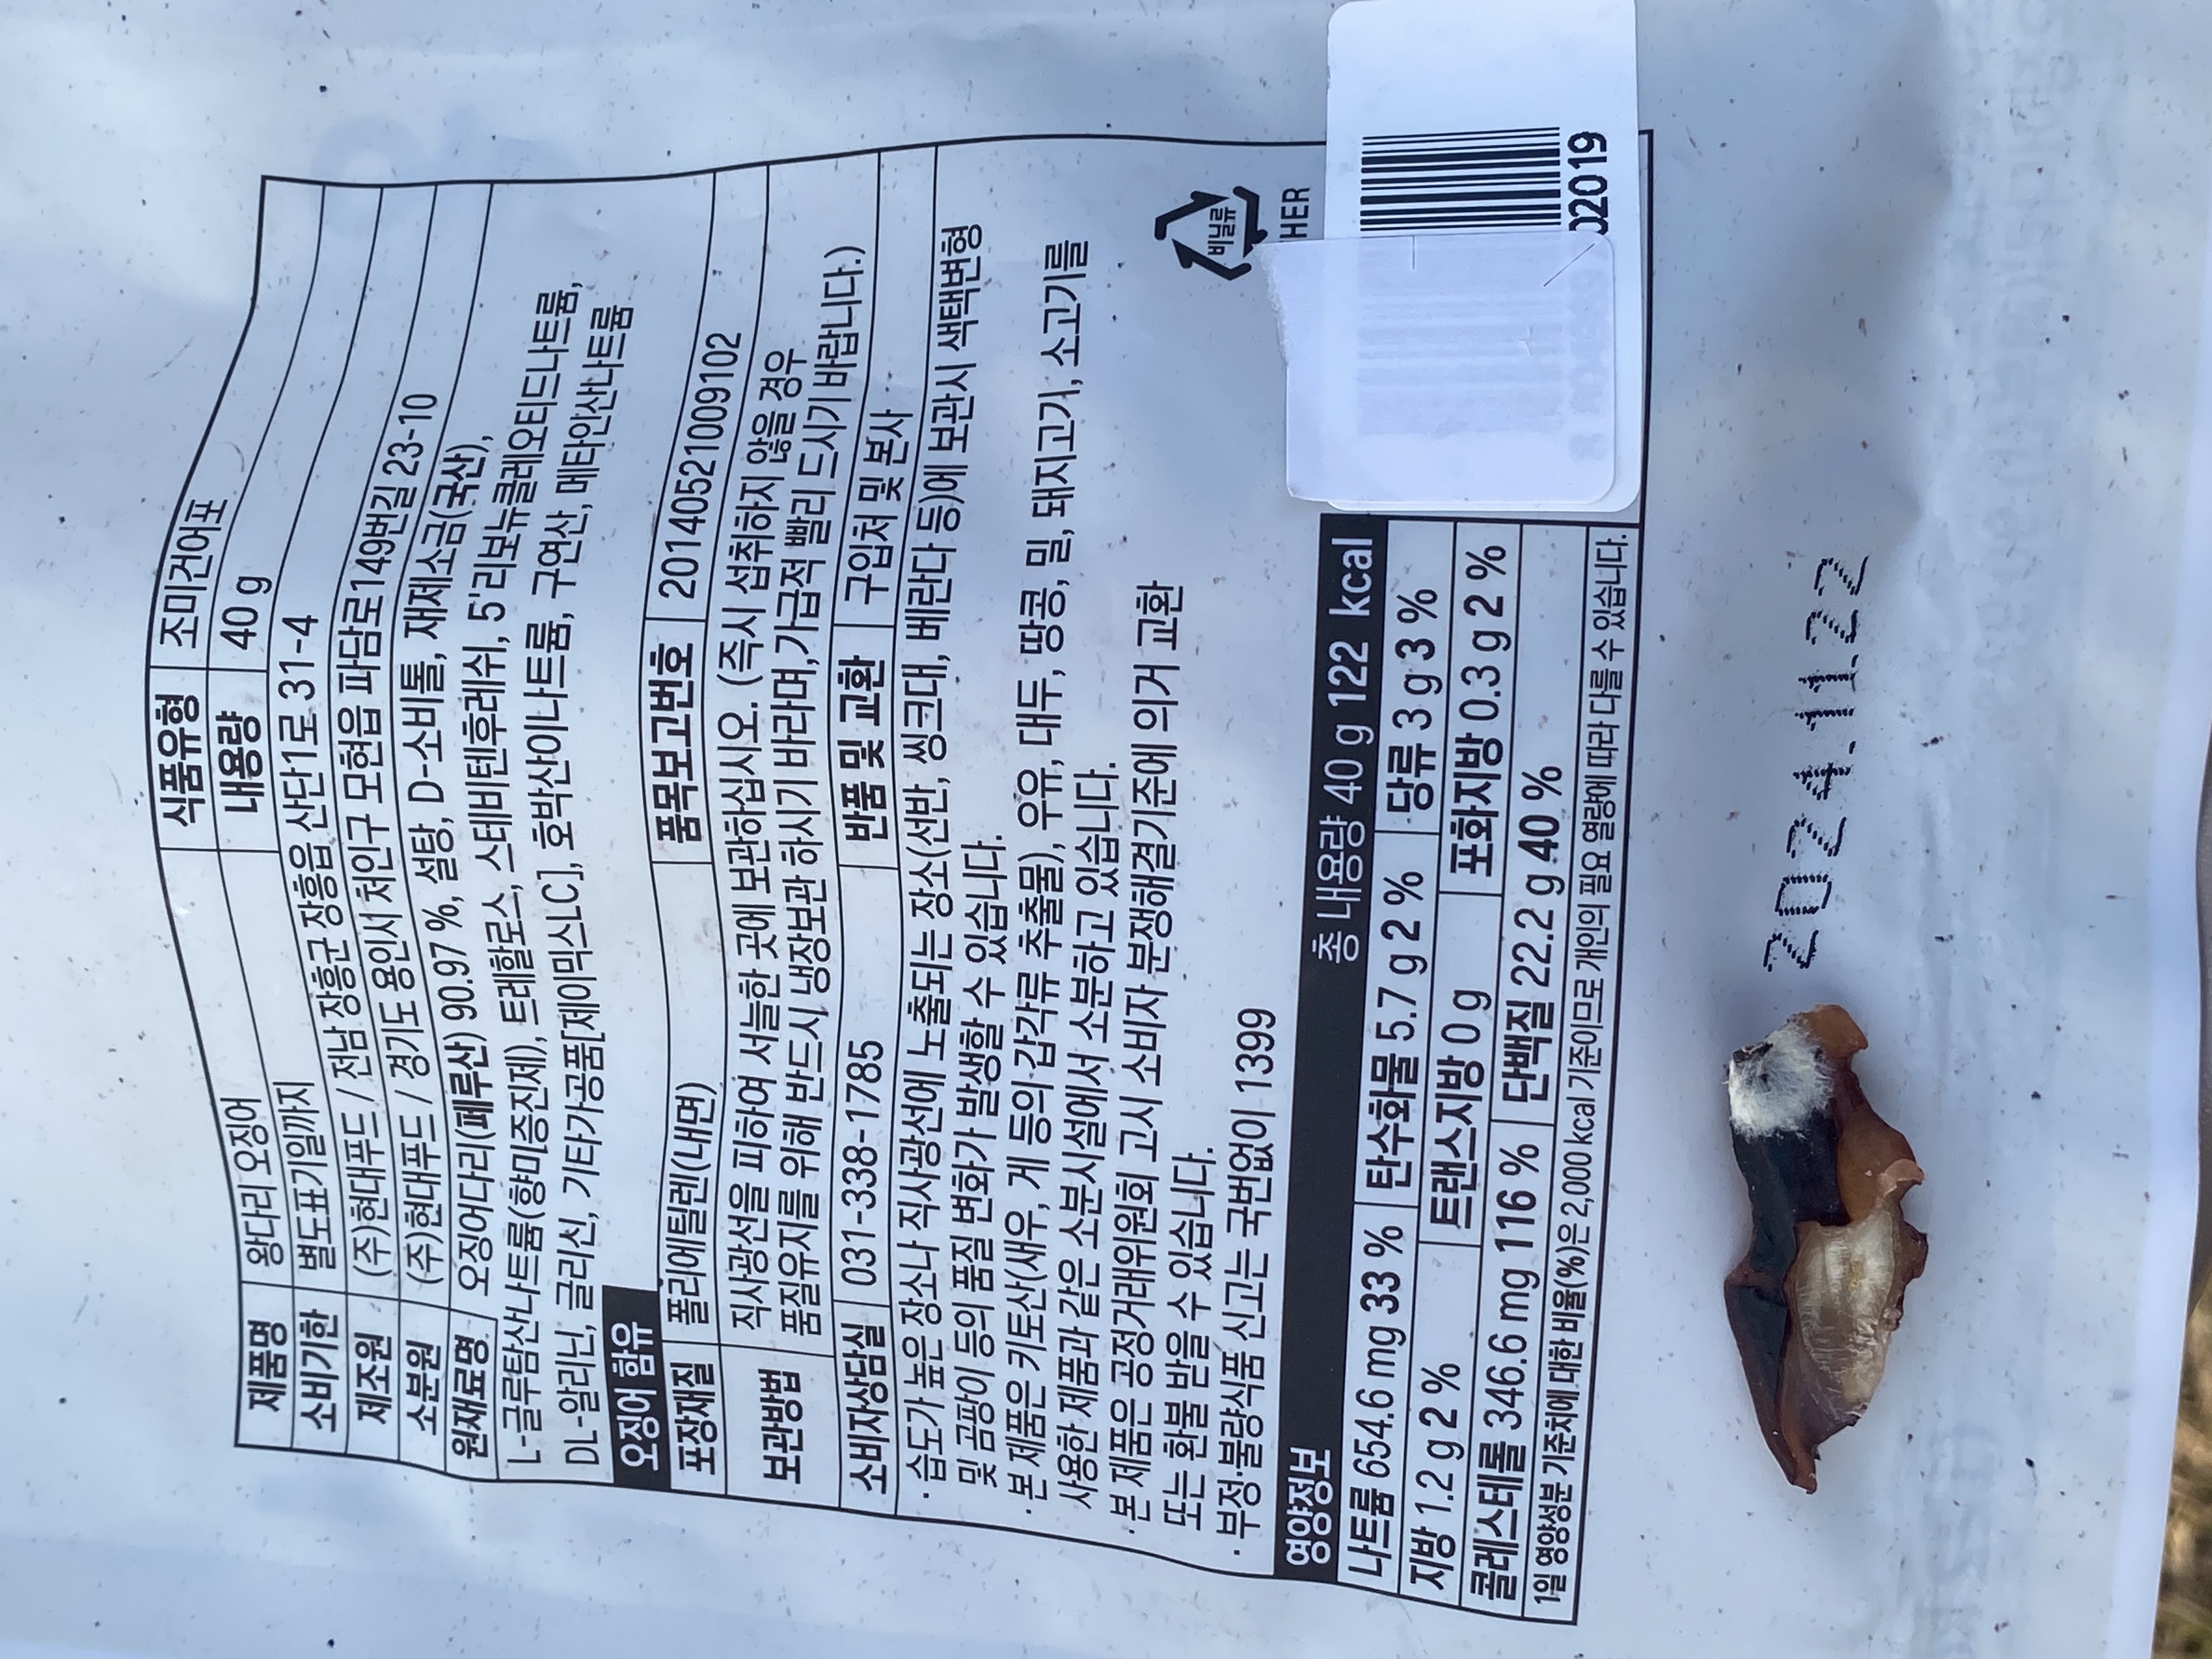 제품명 왕다리 오징어 식품유형 조미건어포
소비기한 별도표기일까지 내용량 40 g
제조원 (주)현대푸드 / 전남 장흥군 장흥읍 산단1로 31-4
소분원 (주)현대푸드 / 경기도 용인시 처인구 모현읍 파담로149번길 23-10
원재료명 오징어다리(페루산) 90.97 %, 설탕, D-소비톨, 재제소금(국산),
L-글루탐산나트륨(향미증진제), 트레할로스, 스테비텐후레쉬, 5'리보뉴클레오티드나트륨,
DL-알리닌, 글리신, 기타가공품[제이믹스LC], 호박산이나트륨, 구연산, 메타인산나트륨
오징어 함유
포장재질 폴리에틸렌(내면) 품목보고번호 20140521009102
보관방법 직사광선을 피하여 서늘한 곳에 보관하십시오. (즉시 섭취하지 않을 경우
품질유지를 위해 반드시 냉장보관 하시기 바라며,가급적 빨리 드시기 바랍니다.)
소비자상담실 031-338-1785 반품 및 교환 구입처 및 본사
· 습도가 높은 장소나 직사광선에 노출되는 장소(선반, 씽크대, 베란다 등)에 보관시 색택변형
및 곰팡이 등의 품질 변화가 발생할 수 있습니다.
· 본 제품은 키토산(새우, 게 등의 갑각류 추출물), 우유, 대두, 땅콩, 밀, 돼지고기, 소고기를
사용한 제품과 같은 소분시설에서 소분하고 있습니다.
· 본 제품은 공정거래위원회 고시 소비자 분쟁해결기준에 의거 교환
또는 환불 받을 수 있습니다.
· 부정·불량식품 신고는 국번없이 1399
비닐류
HER
영양정보 총 내용량 40 g 122 kcal
나트륨 654.6 mg 33 % 탄수화물 5.7 g 2 % 당류 3 g 3 %
지방 1.2 g 2 % 트랜스지방 0 g 포화지방 0.3 g 2 %
콜레스테롤 346.6 mg 116 % 단백질 22.2 g 40 %
1일 영양성분 기준치에 대한 비율(%)은 2,000 kcal 기준이므로 개인의 필요 열량에 따라 다를 수 있습니다.
02019
2024.11.22